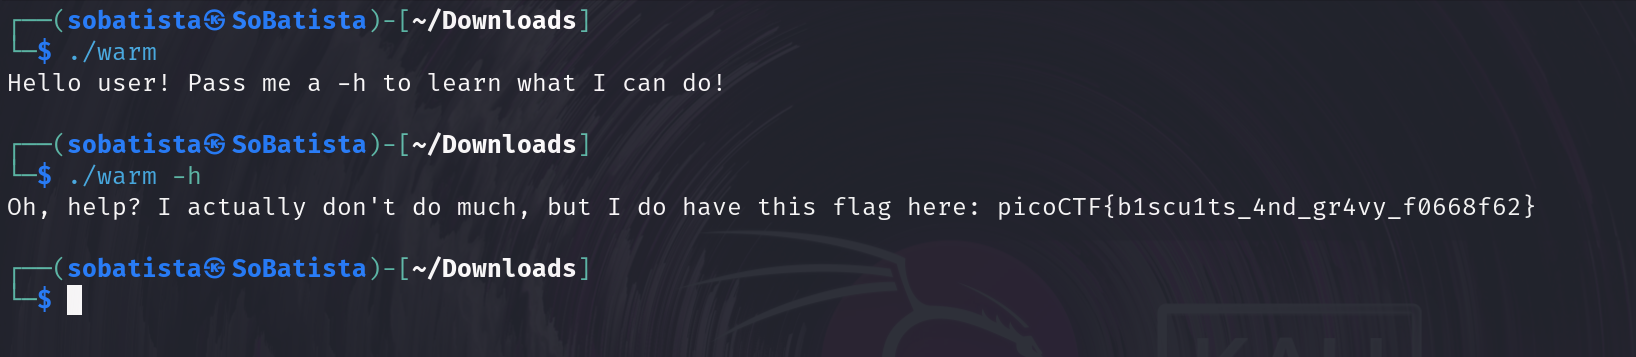 ┌──(sobatista㉿SoBatista)-[~/Downloads]
└─$ ./warm
Hello user! Pass me a -h to learn what I can do!
┌──(sobatista㉿SoBatista)-[~/Downloads]
└─$ ./warm -h
Oh, help? I actually don't do much, but I do have this flag here: picoCTF{b1scu1ts_4nd_gr4vy_f0668f62}
┌──(sobatista㉿SoBatista)-[~/Downloads]
└─$